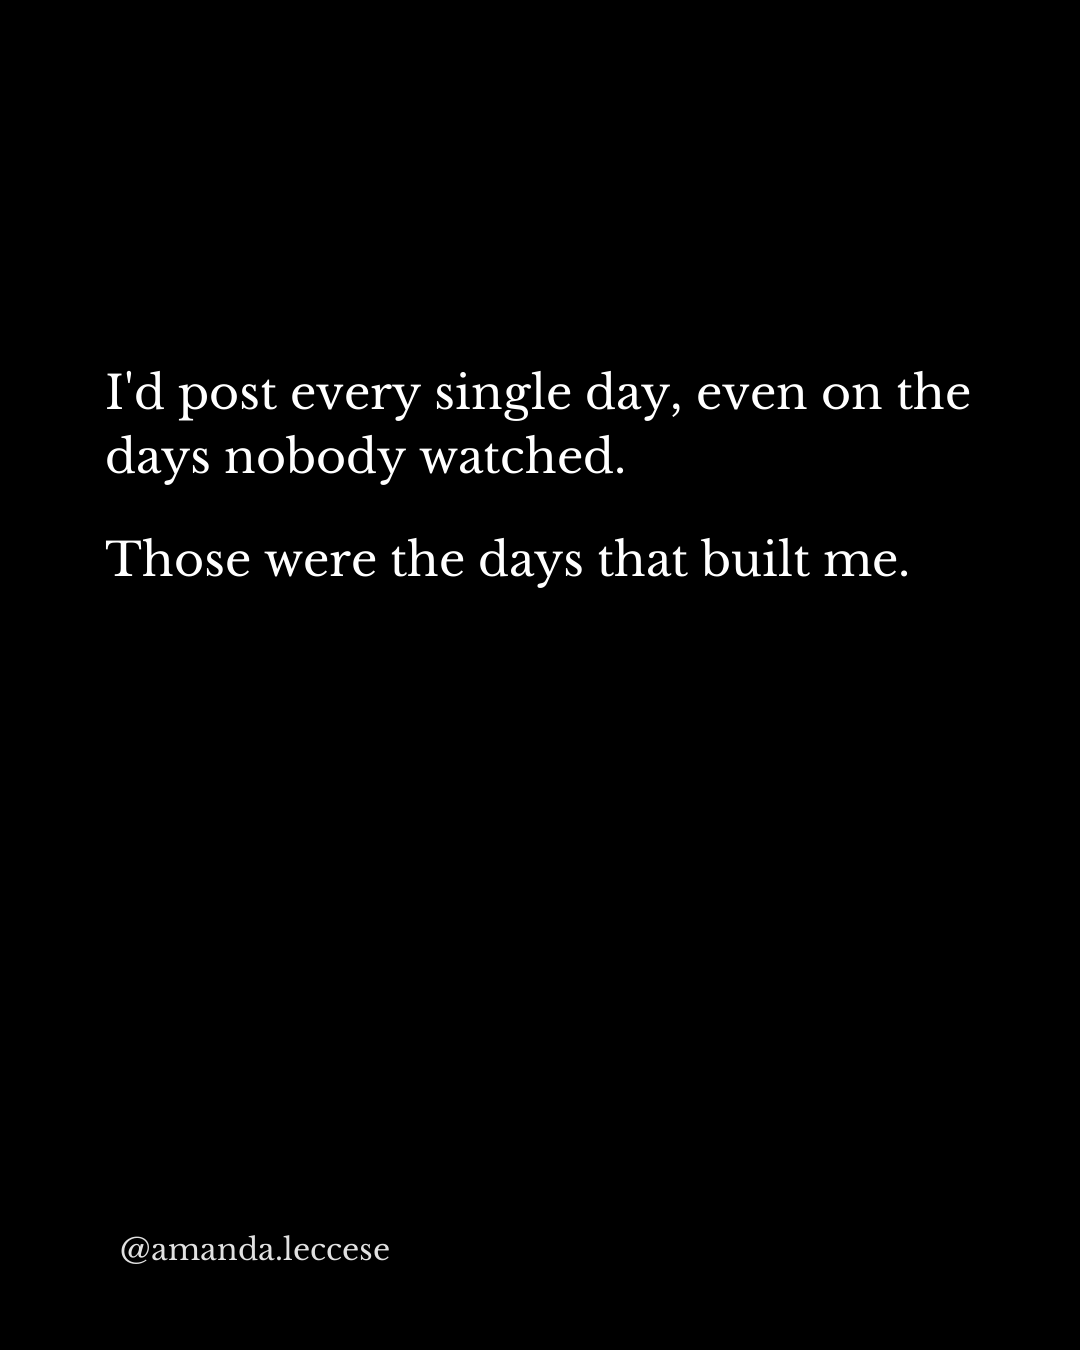 I'd post every single day, even on the
days nobody watched.
Those were the days that built me.
@amanda.leccese